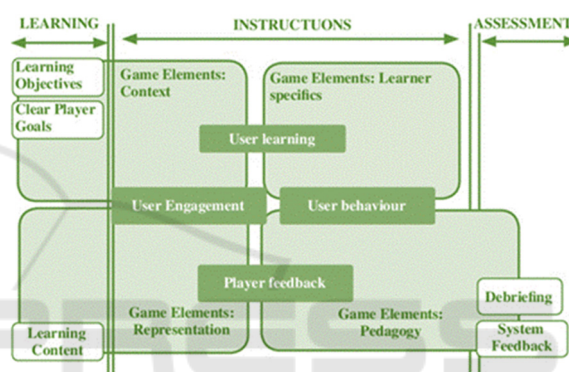 LEARNING
INSTRUCTUONS
ASSESSMENT
Learning
Objectives
Clear Player
Goals
Game Elements:
Context
Game Elements: Learner
specifics
User learning
User Engagement
User behaviour
Player feedback
Game Elements:
Representation
Game Elements:
Pedagogy
Learning
Content
Debriefing
System
Feedback
PRESS